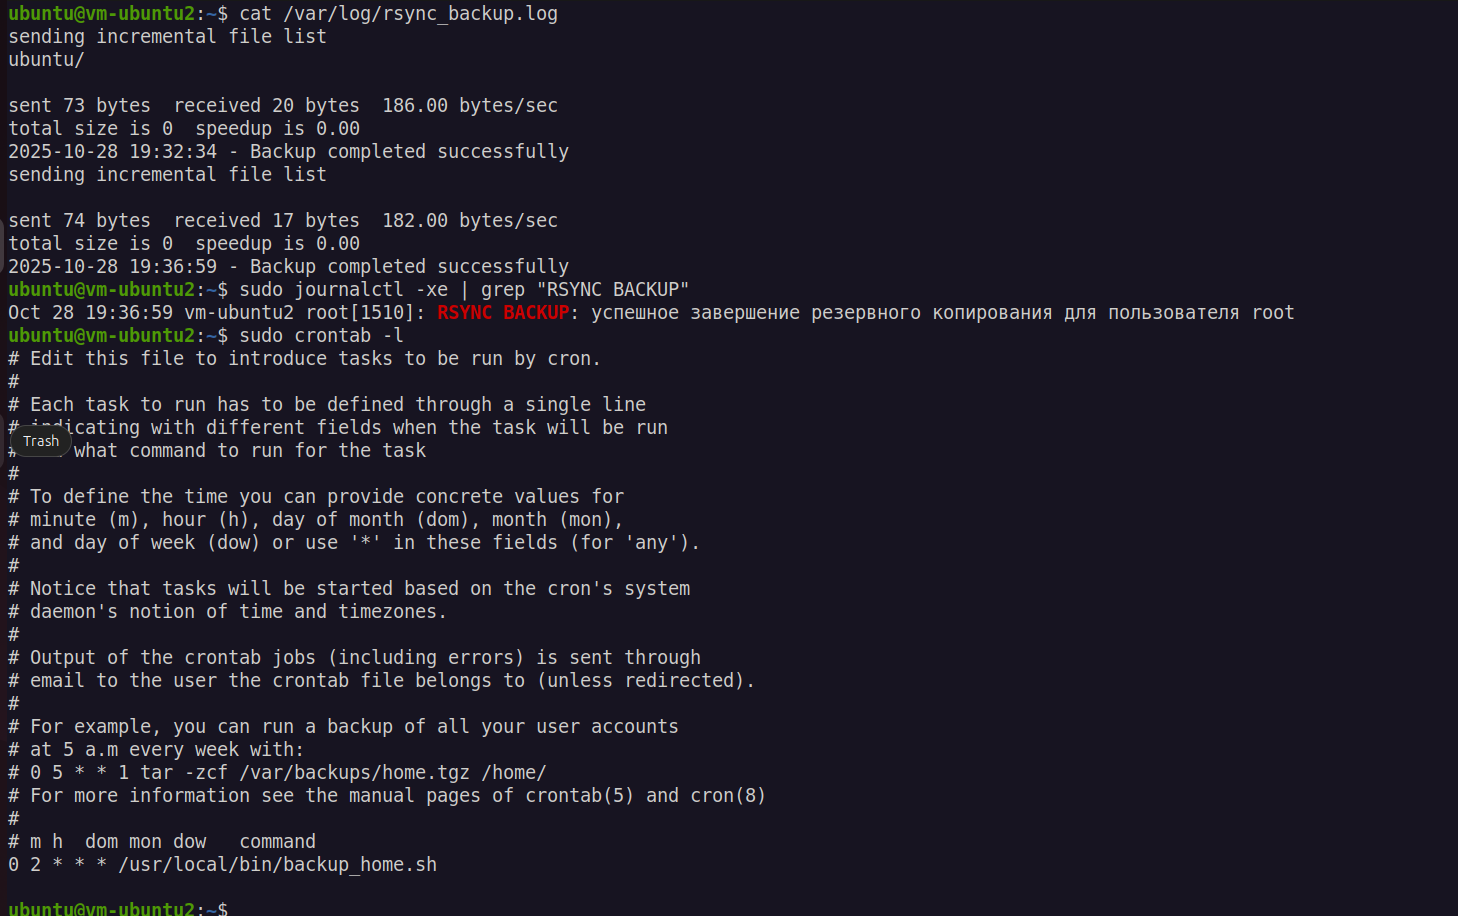 ubuntu@vm-ubuntu2:~$ cat /var/log/rsync_backup.log
sending incremental file list
ubuntu/
sent 73 bytes  received 20 bytes  186.00 bytes/sec
total size is 0  speedup is 0.00
2025-10-28 19:32:34 - Backup completed successfully
sending incremental file list
sent 74 bytes  received 17 bytes  182.00 bytes/sec
total size is 0  speedup is 0.00
2025-10-28 19:36:59 - Backup completed successfully
ubuntu@vm-ubuntu2:~$ sudo journalctl -xe | grep "RSYNC BACKUP"
Oct 28 19:36:59 vm-ubuntu2 root[1510]: RSYNC BACKUP: успешное завершение резервного копирования для пользователя root
ubuntu@vm-ubuntu2:~$ sudo crontab -l
# Edit this file to introduce tasks to be run by cron.
#
# Each task to run has to be defined through a single line
# indicating with different fields when the task will be run
Trash
# what command to run for the task
#
# To define the time you can provide concrete values for
# minute (m), hour (h), day of month (dom), month (mon),
# and day of week (dow) or use '*' in these fields (for 'any').
#
# Notice that tasks will be started based on the cron's system
# daemon's notion of time and timezones.
#
# Output of the crontab jobs (including errors) is sent through
# email to the user the crontab file belongs to (unless redirected).
#
# For example, you can run a backup of all your user accounts
# at 5 a.m every week with:
# 0 5 * * 1 tar -zcf /var/backups/home.tgz /home/
# For more information see the manual pages of crontab(5) and cron(8)
#
# m h  dom mon dow   command
0 2 * * * /usr/local/bin/backup_home.sh
ubuntu@vm-ubuntu2:~$